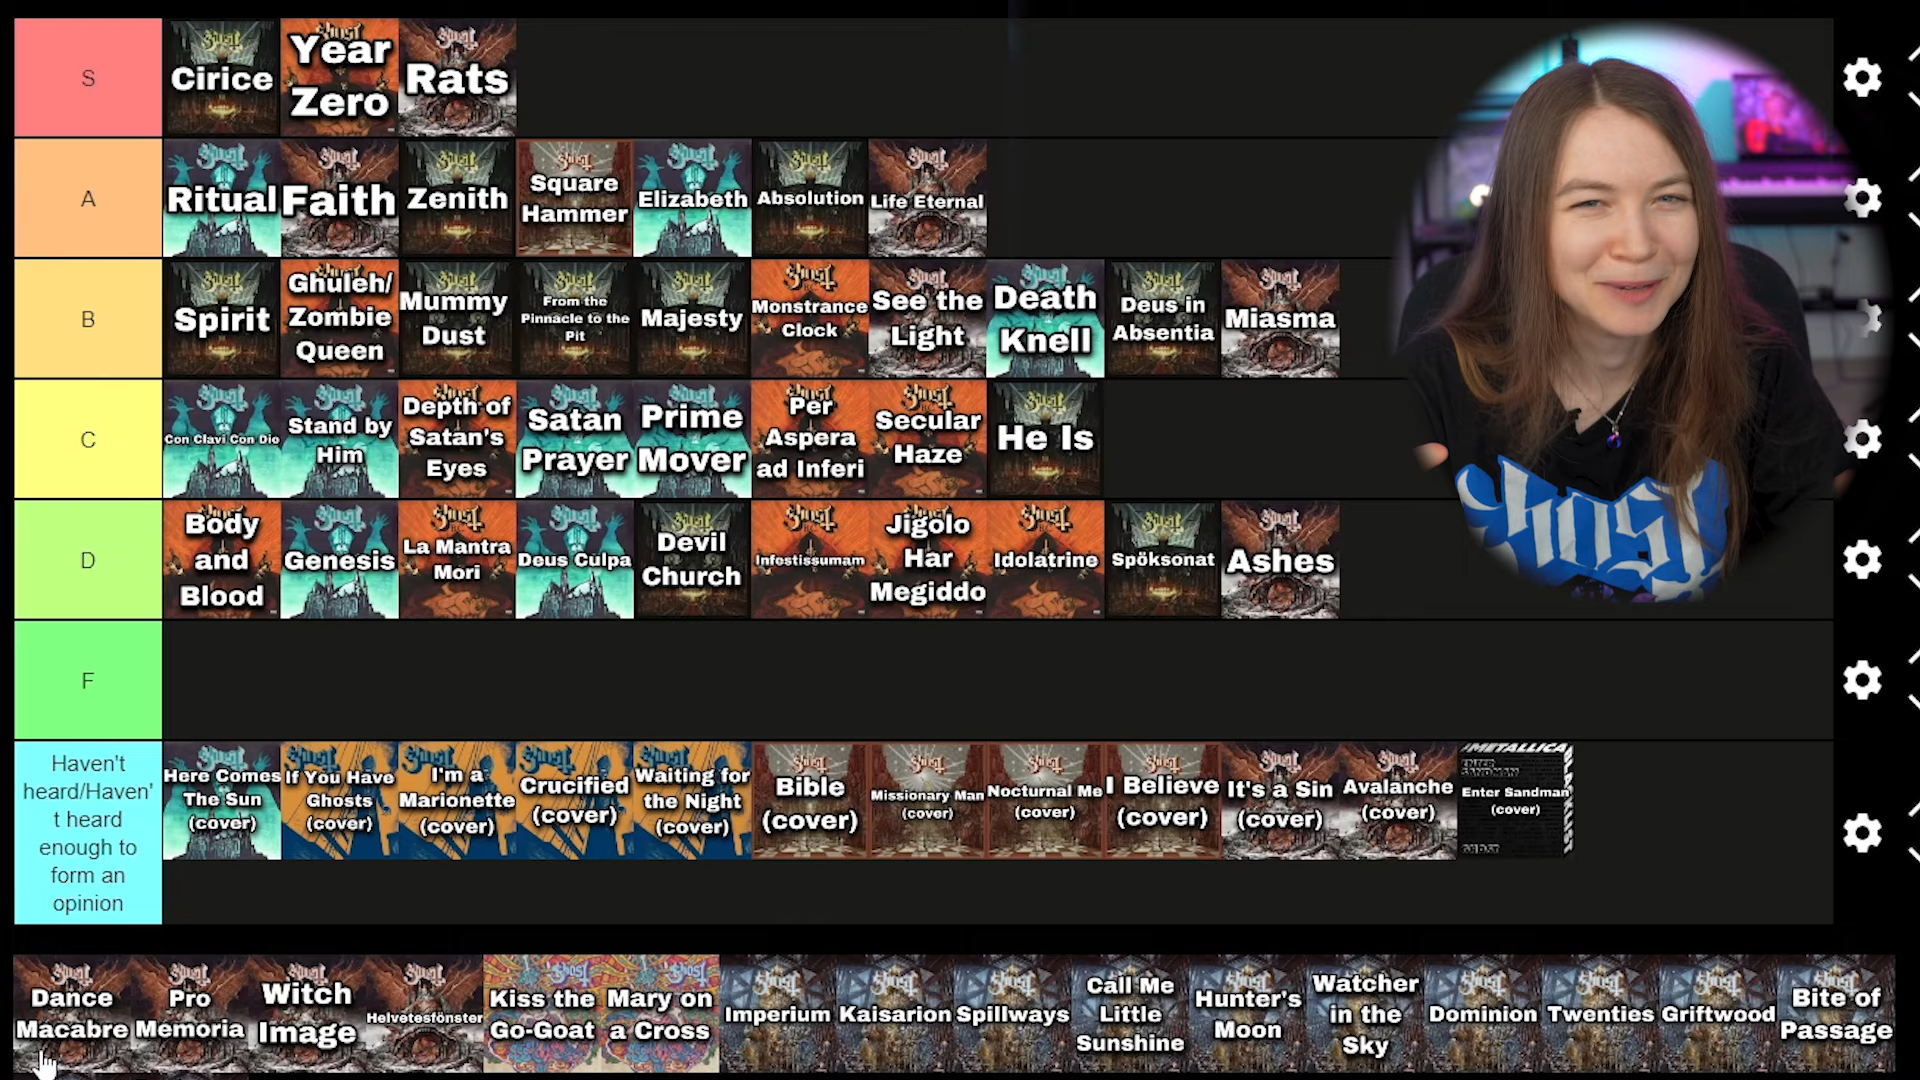 S
Cirice
Year
Zero
Rats
A
Ritual
Faith
Zenith
Square
Hammer
Elizabeth
Absolution
Life Eternal
B
Spirit
Ghuleh/
Zombie
Queen
Mummy
Dust
From the
Pinnacle to the
Pit
Majesty
Monstrance
Clock
See the
Light
Death
Knell
Deus in
Absentia
Miasma
C
Con Clavi Con Dio
Stand by
Him
Depth of
Satan's
Eyes
Satan
Prayer
Prime
Mover
Per
Aspera
ad Inferi
Secular
Haze
He Is
D
Body
and
Blood
Genesis
La Mantra
Mori
Deus Culpa
Devil
Church
Infestissumam
Jigolo
Har
Megiddo
Idolatrine
Spöksonat
Ashes
F
Haven't
heard/Haven'
t heard
enough to
form an
opinion
Here Comes
The Sun
(cover)
If You Have
Ghosts
(cover)
I'm a
Marionette
(cover)
Crucified
(cover)
Waiting for
the Night
(cover)
Bible
(cover)
Missionary Man
(cover)
Nocturnal Me
(cover)
I Believe
(cover)
It's a Sin
(cover)
Avalanche
(cover)
METALLICA
ENTER
SANDMAN
Enter Sandman
(cover)
GHOST
Ghost
Dance
Macabre
Pro
Memoria
Witch
Image
Helvetesfönster
Kiss the
Go-Goat
Mary on
a Cross
Imperium
Kaisarion
Spillways
Call Me
Little
Sunshine
Hunter's
Moon
Watcher
in the
Sky
Dominion
Twenties
Griftwood
Bite of
Passage